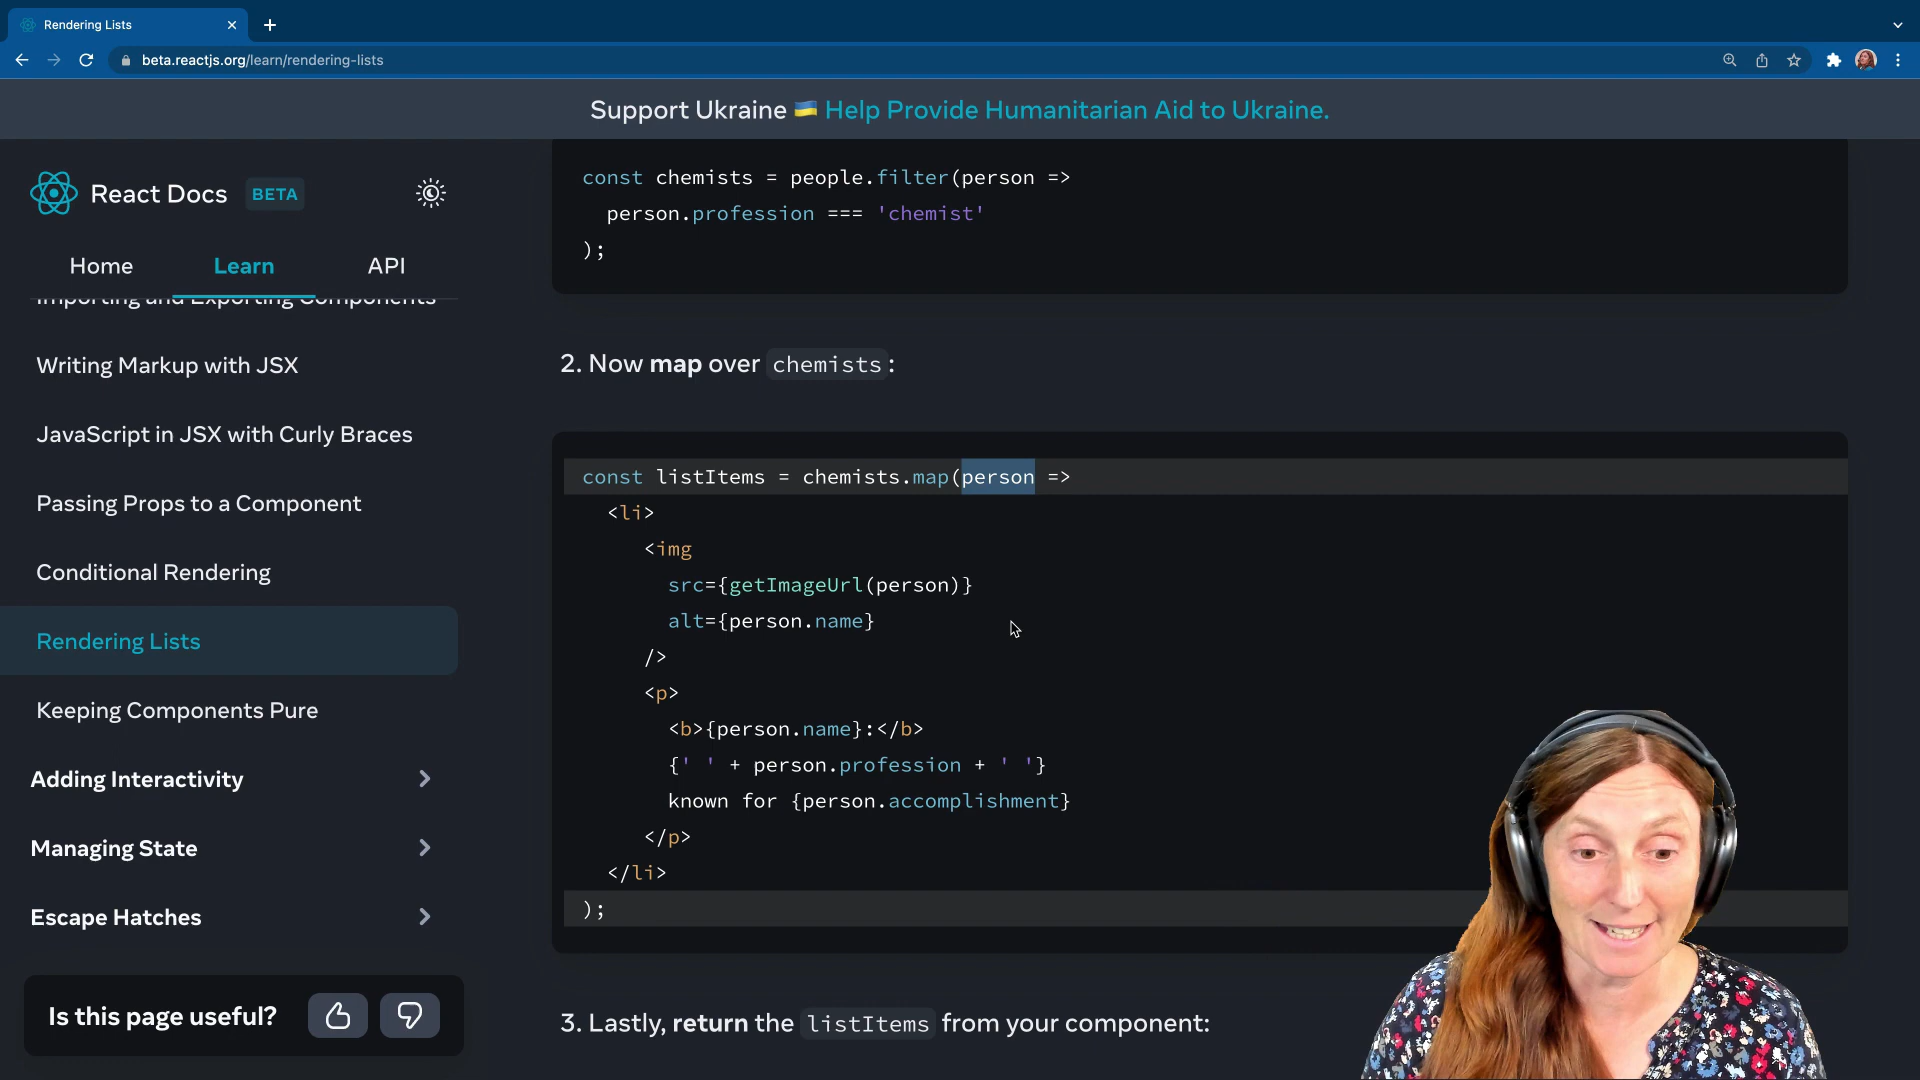 Rendering Lists
beta.reactjs.org/learn/rendering-lists
Support Ukraine 🇺🇦 Help Provide Humanitarian Aid to Ukraine.
React Docs BETA
Home Learn API
Importing and Exporting Components
Writing Markup with JSX
JavaScript in JSX with Curly Braces
Passing Props to a Component
Conditional Rendering
Rendering Lists
Keeping Components Pure
Adding Interactivity
Managing State
Escape Hatches
Is this page useful?
const chemists = people.filter(person =>
person.profession === 'chemist'
);
2. Now map over chemists:
const listItems = chemists.map(person =>
<li>
<img
src={getImageUrl(person)}
alt={person.name}
/>
<p>
<b>{person.name}:</b>
{' ' + person.profession + ' '}
known for {person.accomplishment}
</p>
</li>
);
3. Lastly, return the listItems from your component: